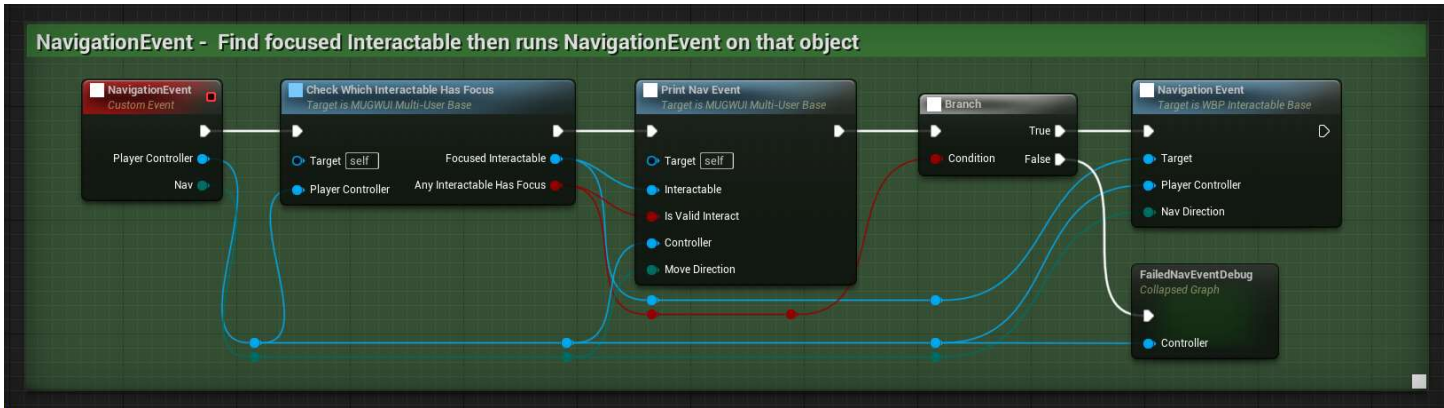 NavigationEvent - Find focused Interactable then runs NavigationEvent on that object
NavigationEvent
Custom Event
Player Controller
Nav
Check Which Interactable Has Focus
Target is MUGWUI Multi-User Base
Target self
Focused Interactable
Player Controller
Any Interactable Has Focus
Print Nav Event
Target is MUGWUI Multi-User Base
Target self
Interactable
Is Valid Interact
Controller
Move Direction
Branch
True
Condition
False
Navigation Event
Target is WBP Interactable Base
Target
Player Controller
Nav Direction
FailedNavEventDebug
Collapsed Graph
Controller